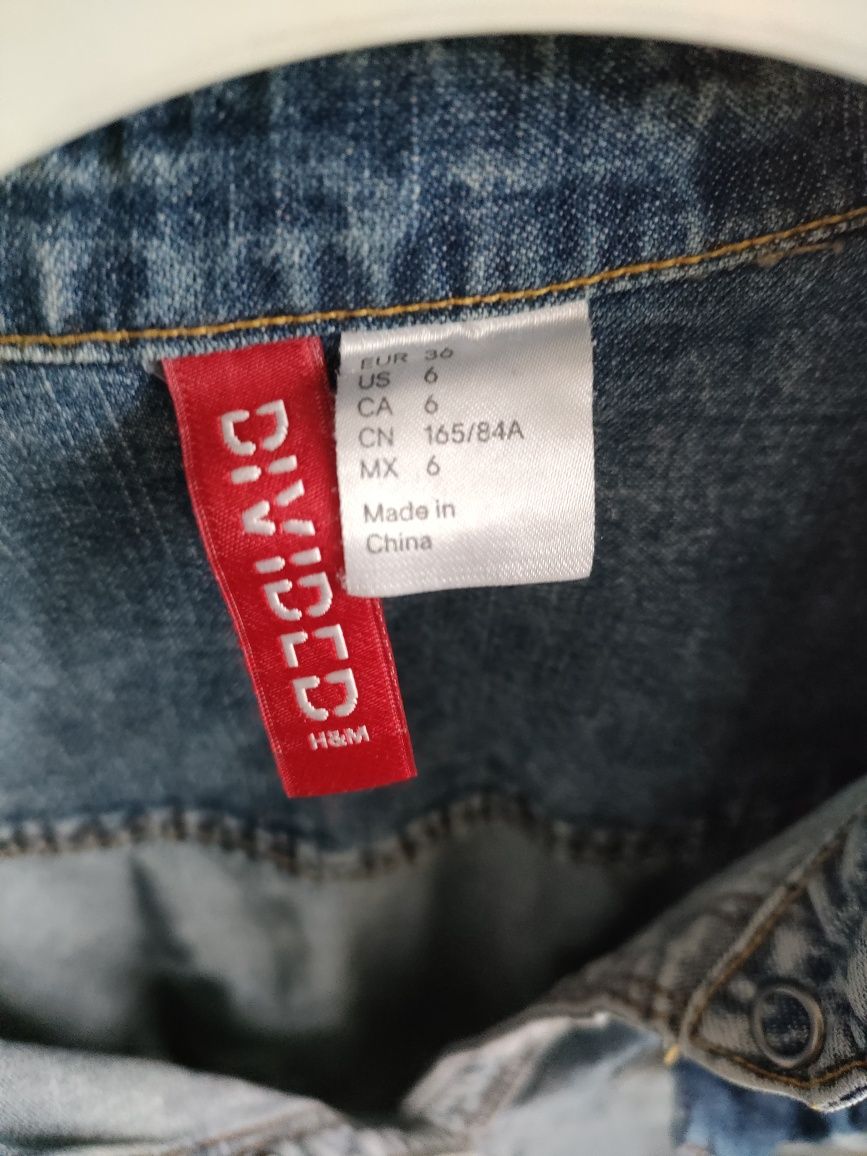 DIVIDED
H&M
EUR 36
US 6
CA 6
CN 165/84A
MX 6
Made in
China